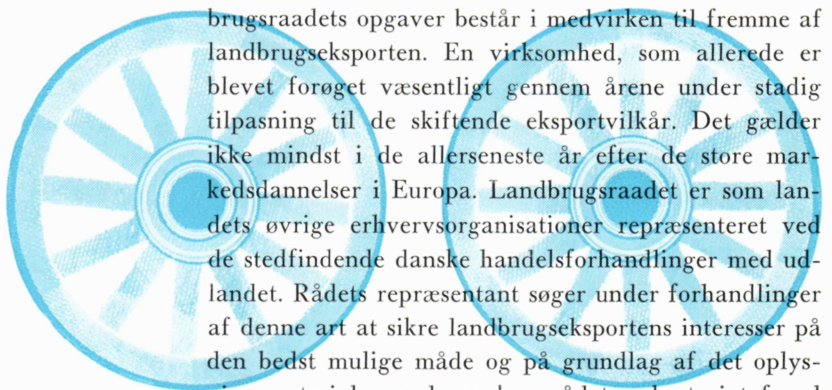 brugsraadets opgaver består i medvirken til fremme af
landbrugseksporten. En virksomhed, som allerede er
blevet forøget væsentligt gennem årene under stadig
tilpasning til de skiftende eksportvilkår. Det gælder
ikke mindst i de allerseneste år efter de store mar-
kedsdannelser i Europa. Landbrugsraadet er som lan-
dets øvrige erhvervsorganisationer repræsenteret ved
de stedfindende danske handelsforhandlinger med ud-
landet. Rådets repræsentant søger under forhandlinger
af denne art at sikre landbrugseksportens interesser på
den bedst mulige måde og på grundlag af det oplys-